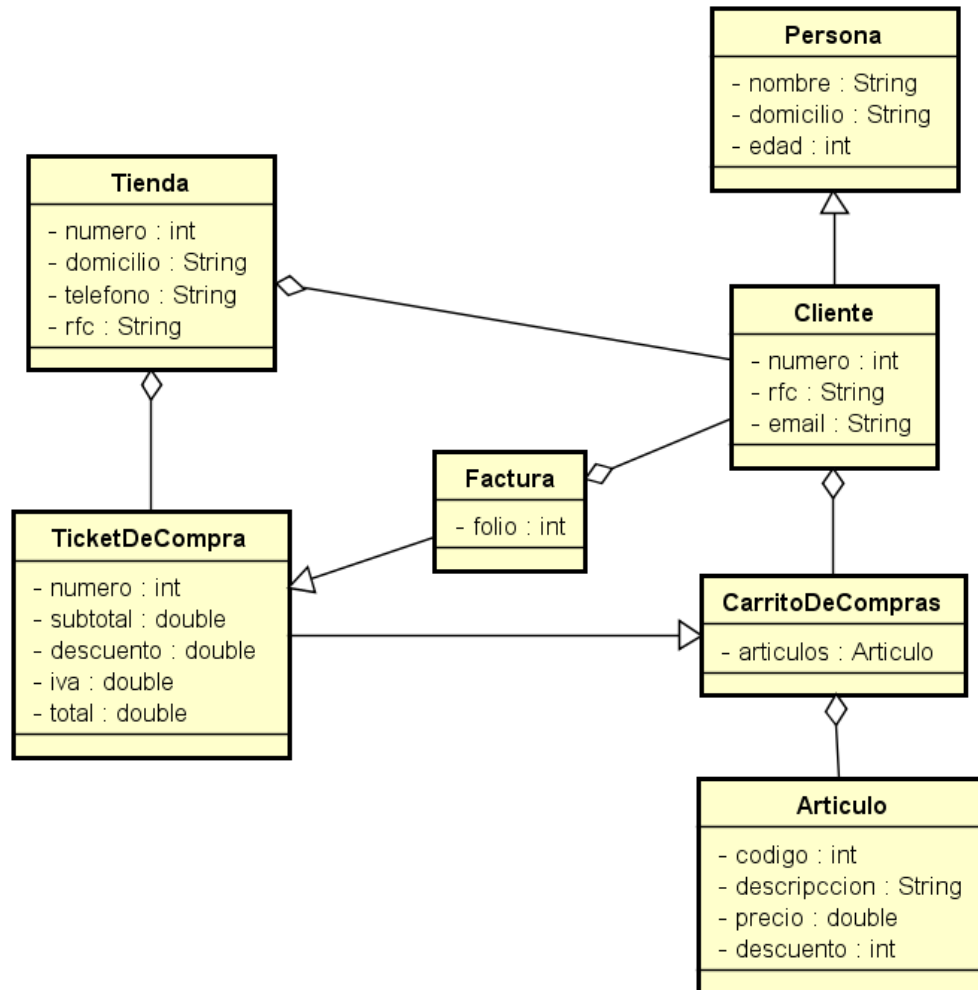 Persona
- nombre : String
- domicilio : String
- edad : int
Tienda
- numero : int
- domicilio : String
- telefono : String
- rfc : String
Cliente
- numero : int
- rfc : String
- email : String
Factura
- folio : int
TicketDeCompra
- numero : int
- subtotal : double
- descuento : double
- iva : double
- total : double
CarritoDeCompras
- articulos : Articulo
Articulo
- codigo : int
- descripccion : String
- precio : double
- descuento : int